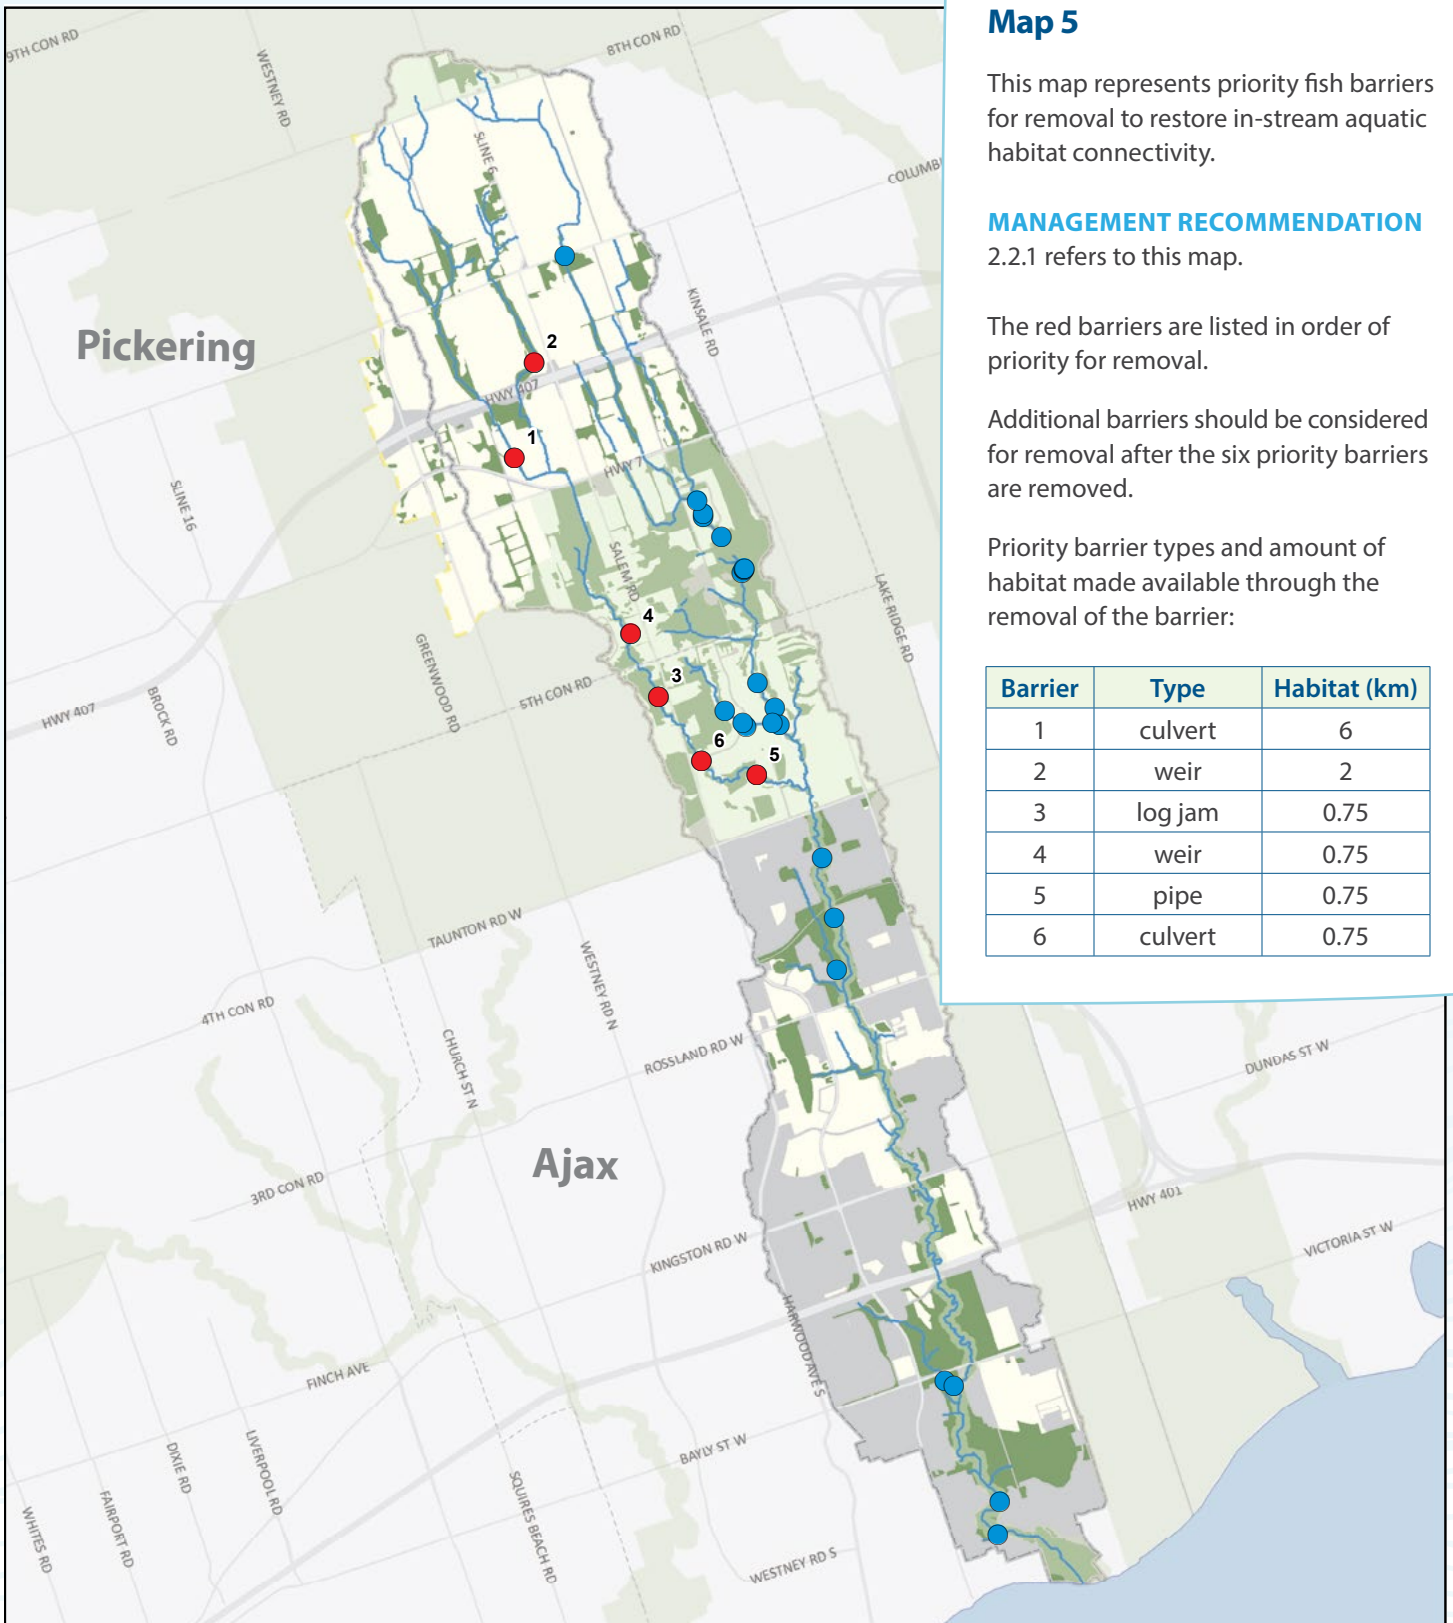 Map 5
This map represents priority fish barriers
for removal to restore in-stream aquatic
habitat connectivity.
MANAGEMENT RECOMMENDATION
2.2.1 refers to this map.
The red barriers are listed in order of
priority for removal.
Additional barriers should be considered
for removal after the six priority barriers
are removed.
Priority barrier types and amount of
habitat made available through the
removal of the barrier:
Barrier Type Habitat (km)
1 culvert 6
2 weir 2
3 log jam 0.75
4 weir 0.75
5 pipe 0.75
6 culvert 0.75
9TH CON RD
WESTNEY RD
8TH CON RD
SLINE 6
COLUMB
KINSALE RD
Pickering
2
HWY 407
1
HWY 7
SLINE 16
SALEM RD
LAKE RIDGE RD
4
GREENWOOD RD
3
5TH CON RD
BROCK RD
HWY 407
6
5
TAUNTON RD W
WESTNEY RD N
4TH CON RD
CHURCH ST N
ROSSLAND RD W
DUNDAS ST W
Ajax
3RD CON RD
HWY 401
KINGSTON RD W
VICTORIA ST W
HARWOOD AVE S
FINCH AVE
BAYLY ST W
DIXIE RD
LIVERPOOL RD
SQUIRES BEACH RD
FAIRPORT RD
WHITES RD
WESTNEY RD S